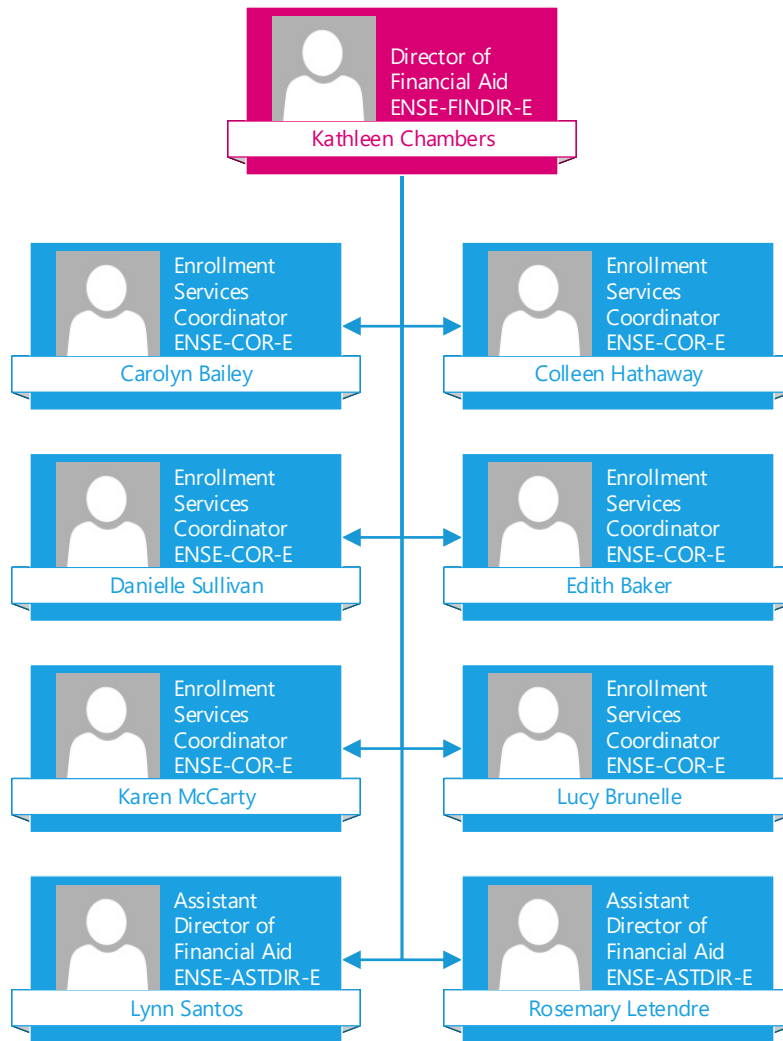 Director of
Financial Aid
ENSE-FINDIR-E
Kathleen Chambers
Enrollment
Services
Coordinator
ENSE-COR-E
Carolyn Bailey
Enrollment
Services
Coordinator
ENSE-COR-E
Colleen Hathaway
Enrollment
Services
Coordinator
ENSE-COR-E
Danielle Sullivan
Enrollment
Services
Coordinator
ENSE-COR-E
Edith Baker
Enrollment
Services
Coordinator
ENSE-COR-E
Karen McCarty
Enrollment
Services
Coordinator
ENSE-COR-E
Lucy Brunelle
Assistant
Director of
Financial Aid
ENSE-ASTDIR-E
Lynn Santos
Assistant
Director of
Financial Aid
ENSE-ASTDIR-E
Rosemary Letendre